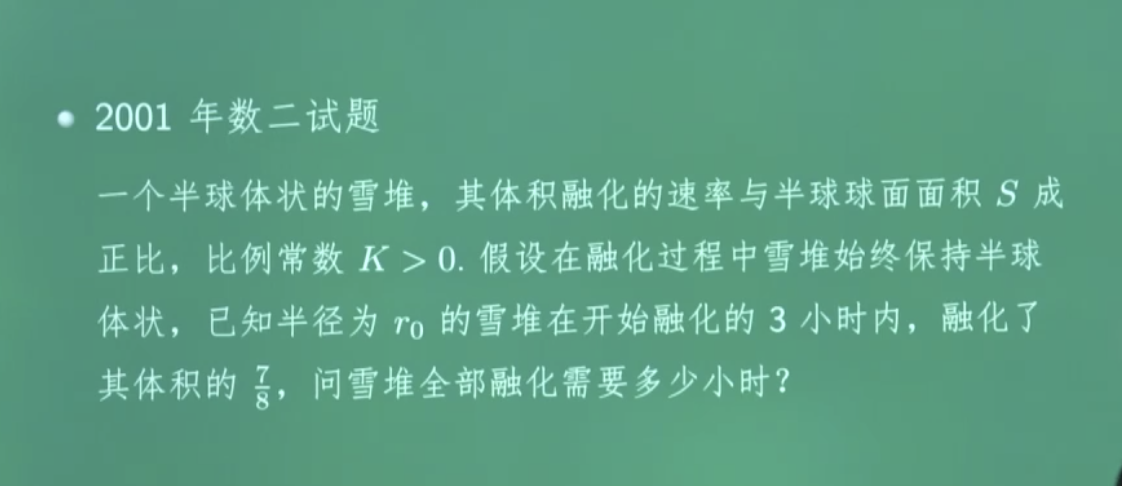 2001 年数二试题
一个半球体状的雪堆，其体积融化的速率与半球球面面积 S 成
正比，比例常数 K > 0. 假设在融化过程中雪堆始终保持半球
体状，已知半径为 r₀ 的雪堆在开始融化的 3 小时内，融化了
其体积的 7/8，问雪堆全部融化需要多少小时？